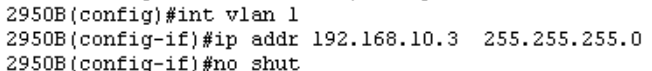 2950B(config)#int vlan 1
2950B(config-if)#ip addr 192.168.10.3  255.255.255.0
2950B(config-if)#no shut